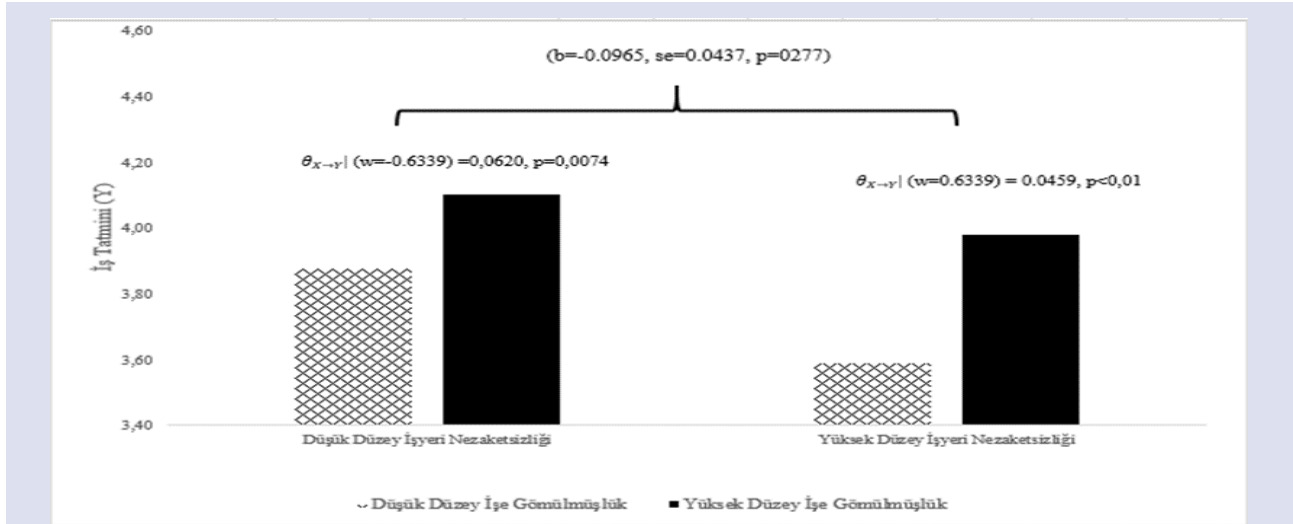 4,60
(b=-0.0965, se=0.0437, p=0277)
4,40
4,20
θX→Y| (w=-0.6339) =0,0620, p=0,0074
θX→Y| (w=0.6339) = 0.0459, p<0,01
İş Tatmini (Y)
4,00
3,80
3,60
3,40
Düşük Düzey İşyeri Nezaketsizliği
Yüksek Düzey İşyeri Nezaketsizliği
Düşük Düzey İşe Gömülmüşlük
Yüksek Düzey İşe Gömülmüşlük